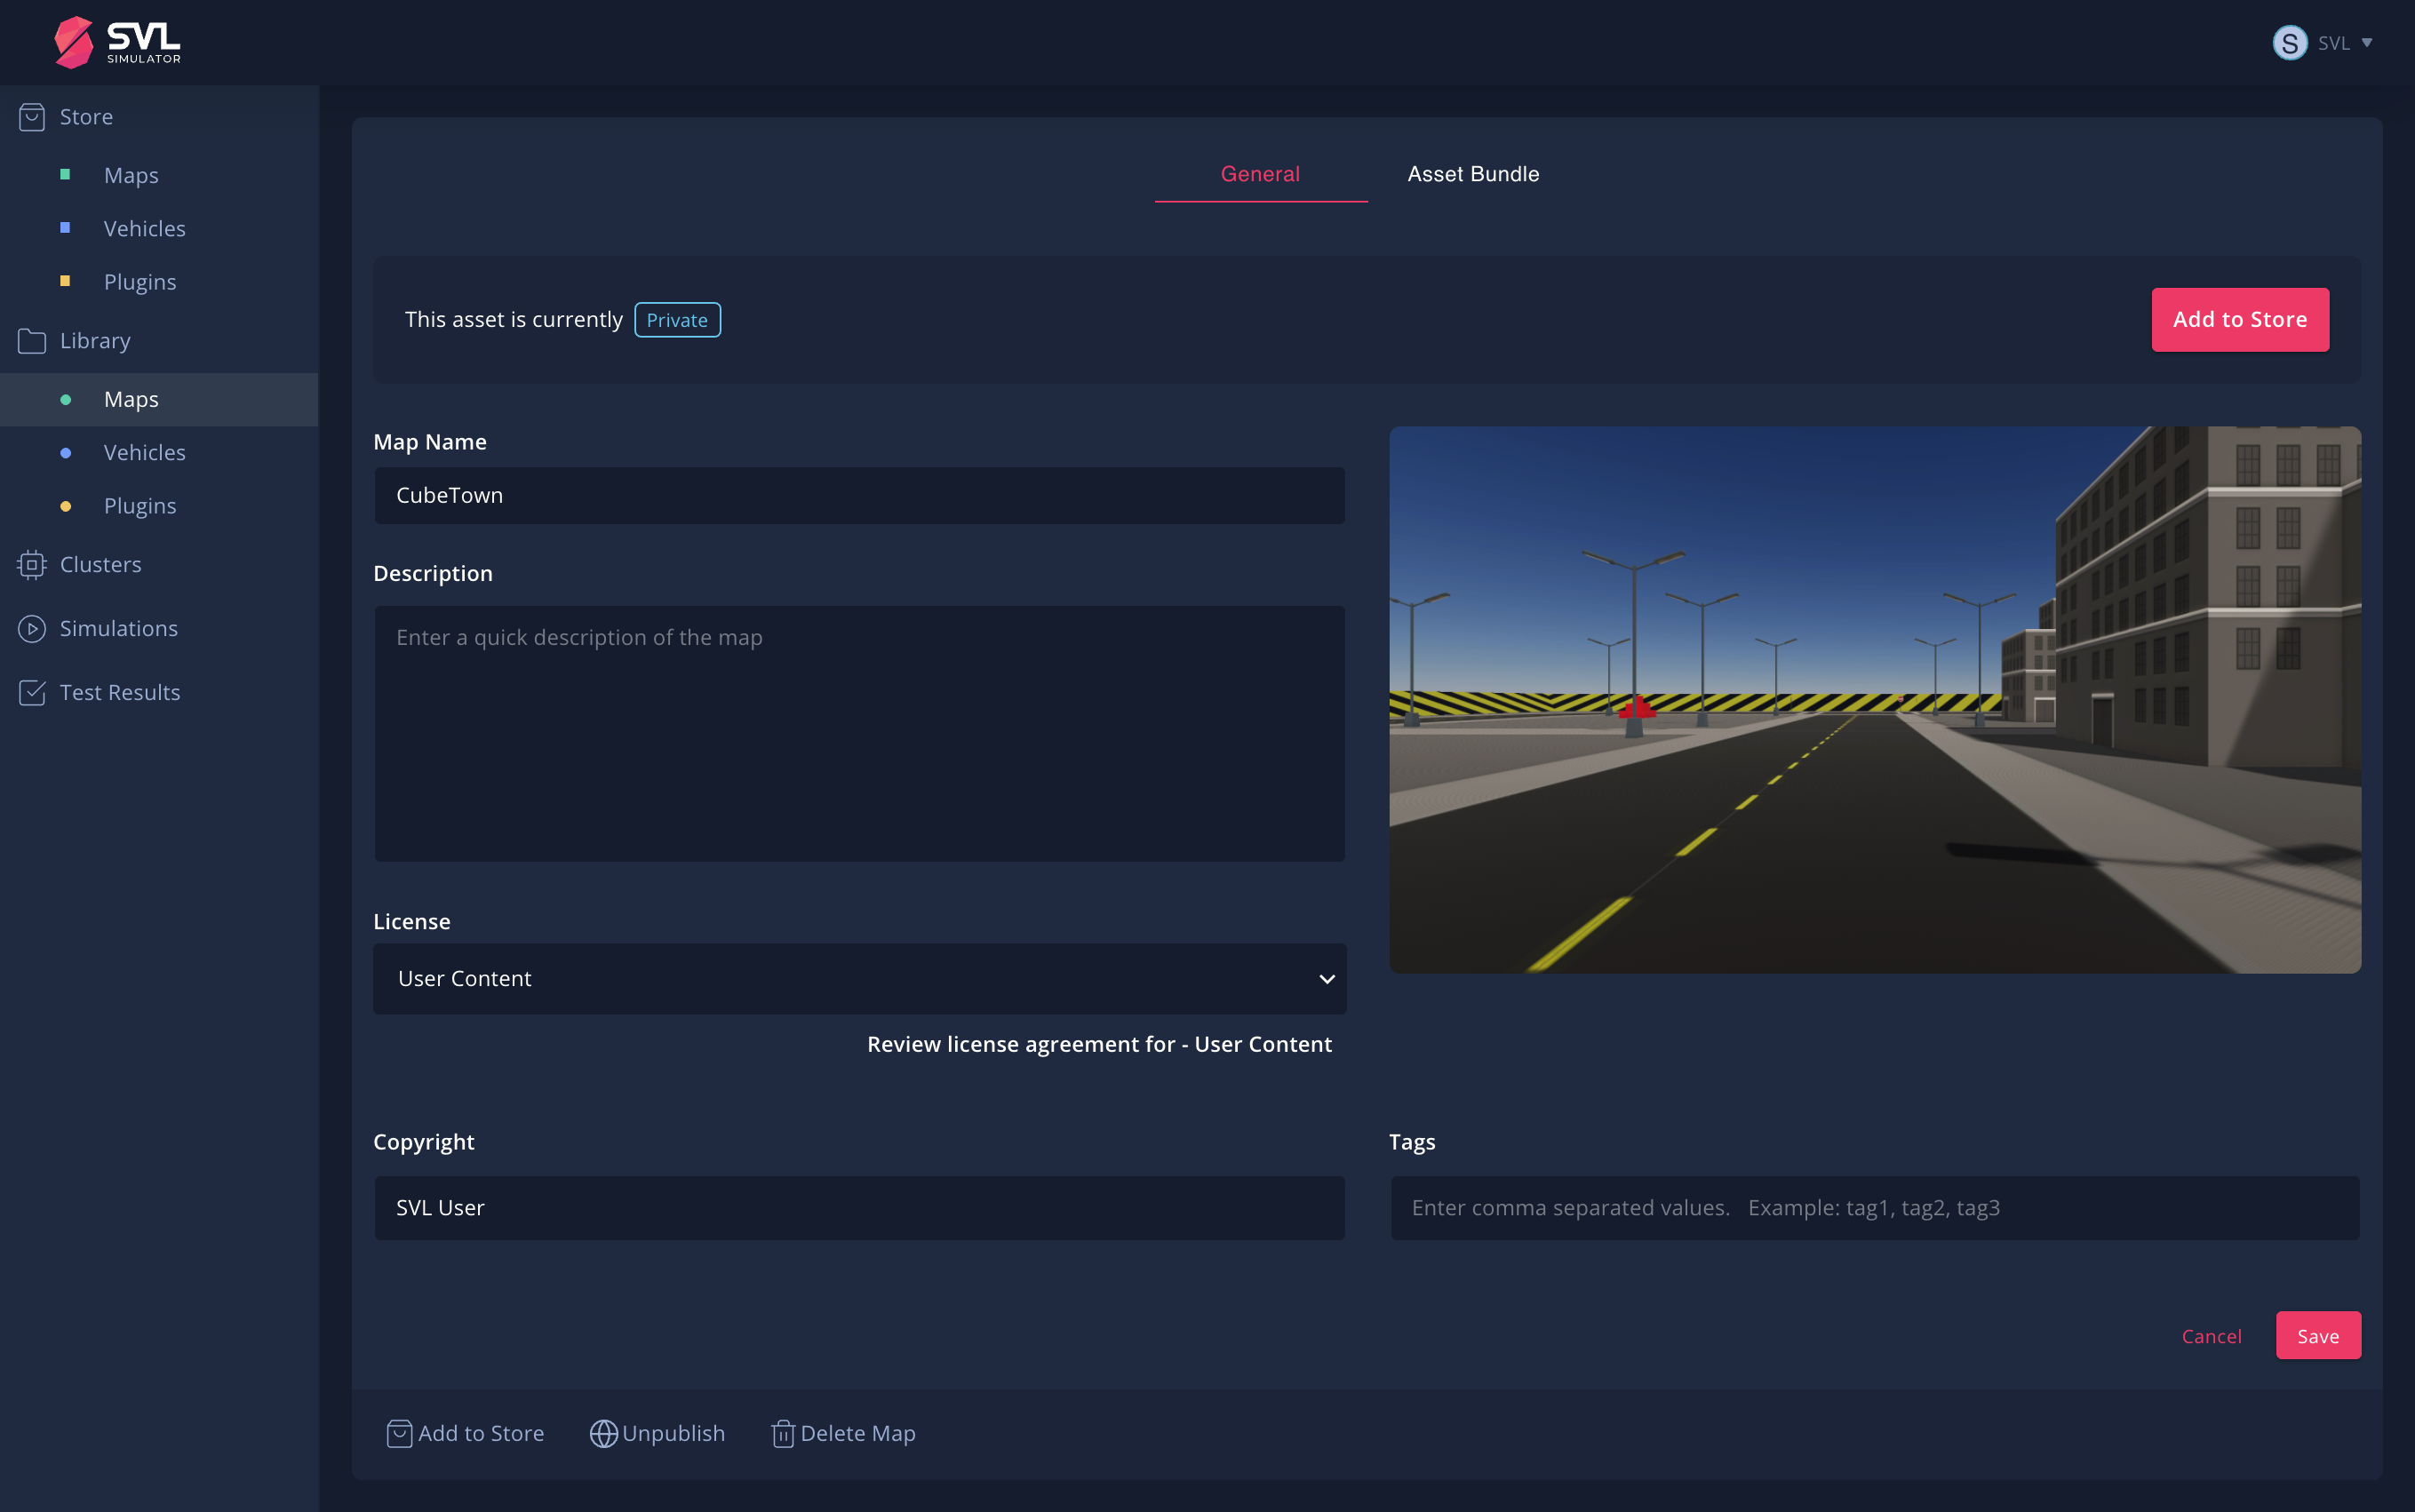 SVL
SIMULATOR
S SVL
Store
Maps
Vehicles
Plugins
Library
Maps
Vehicles
Plugins
Clusters
Simulations
Test Results
General Asset Bundle
This asset is currently Private
Add to Store
Map Name
CubeTown
Description
Enter a quick description of the map
License
User Content
Review license agreement for - User Content
Copyright
SVL User
Tags
Enter comma separated values. Example: tag1, tag2, tag3
Cancel Save
Add to Store Unpublish Delete Map